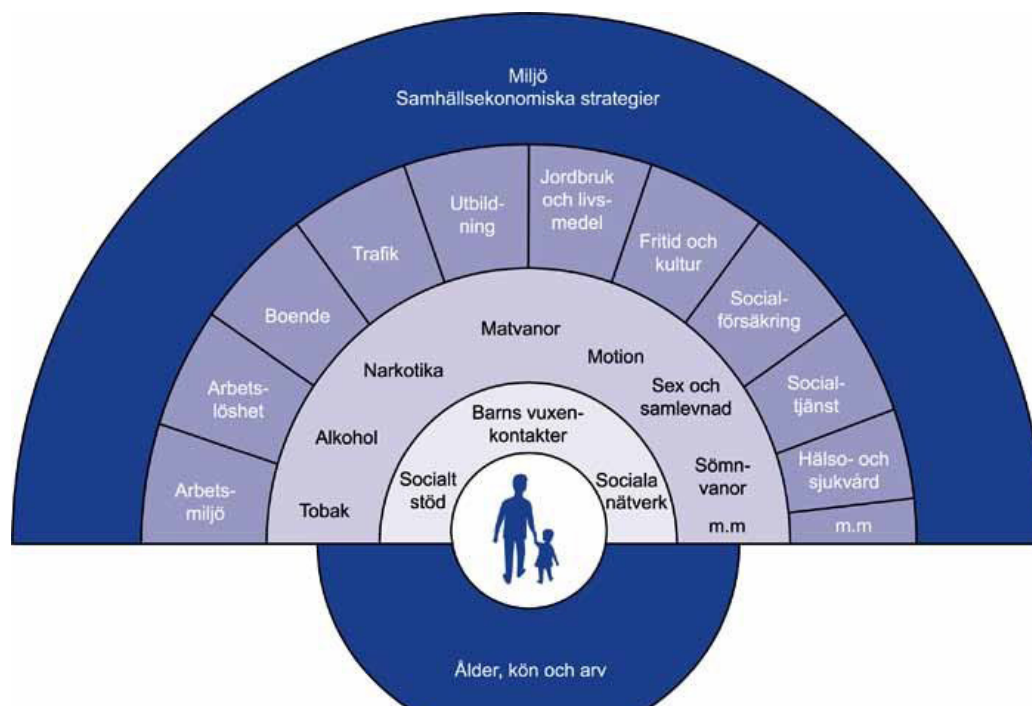 Miljö
Samhällsekonomiska strategier
Arbets-
miljö
Arbets-
löshet
Boende
Trafik
Utbild-
ning
Jordbruk
och livs-
medel
Fritid och
kultur
Social-
försäkring
Social-
tjänst
Hälso- och
sjukvård
m.m
Tobak
Alkohol
Narkotika
Matvanor
Motion
Sex och
samlevnad
Sömn-
vanor
m.m
Socialt
stöd
Barns vuxen-
kontakter
Sociala
nätverk
Ålder, kön och arv